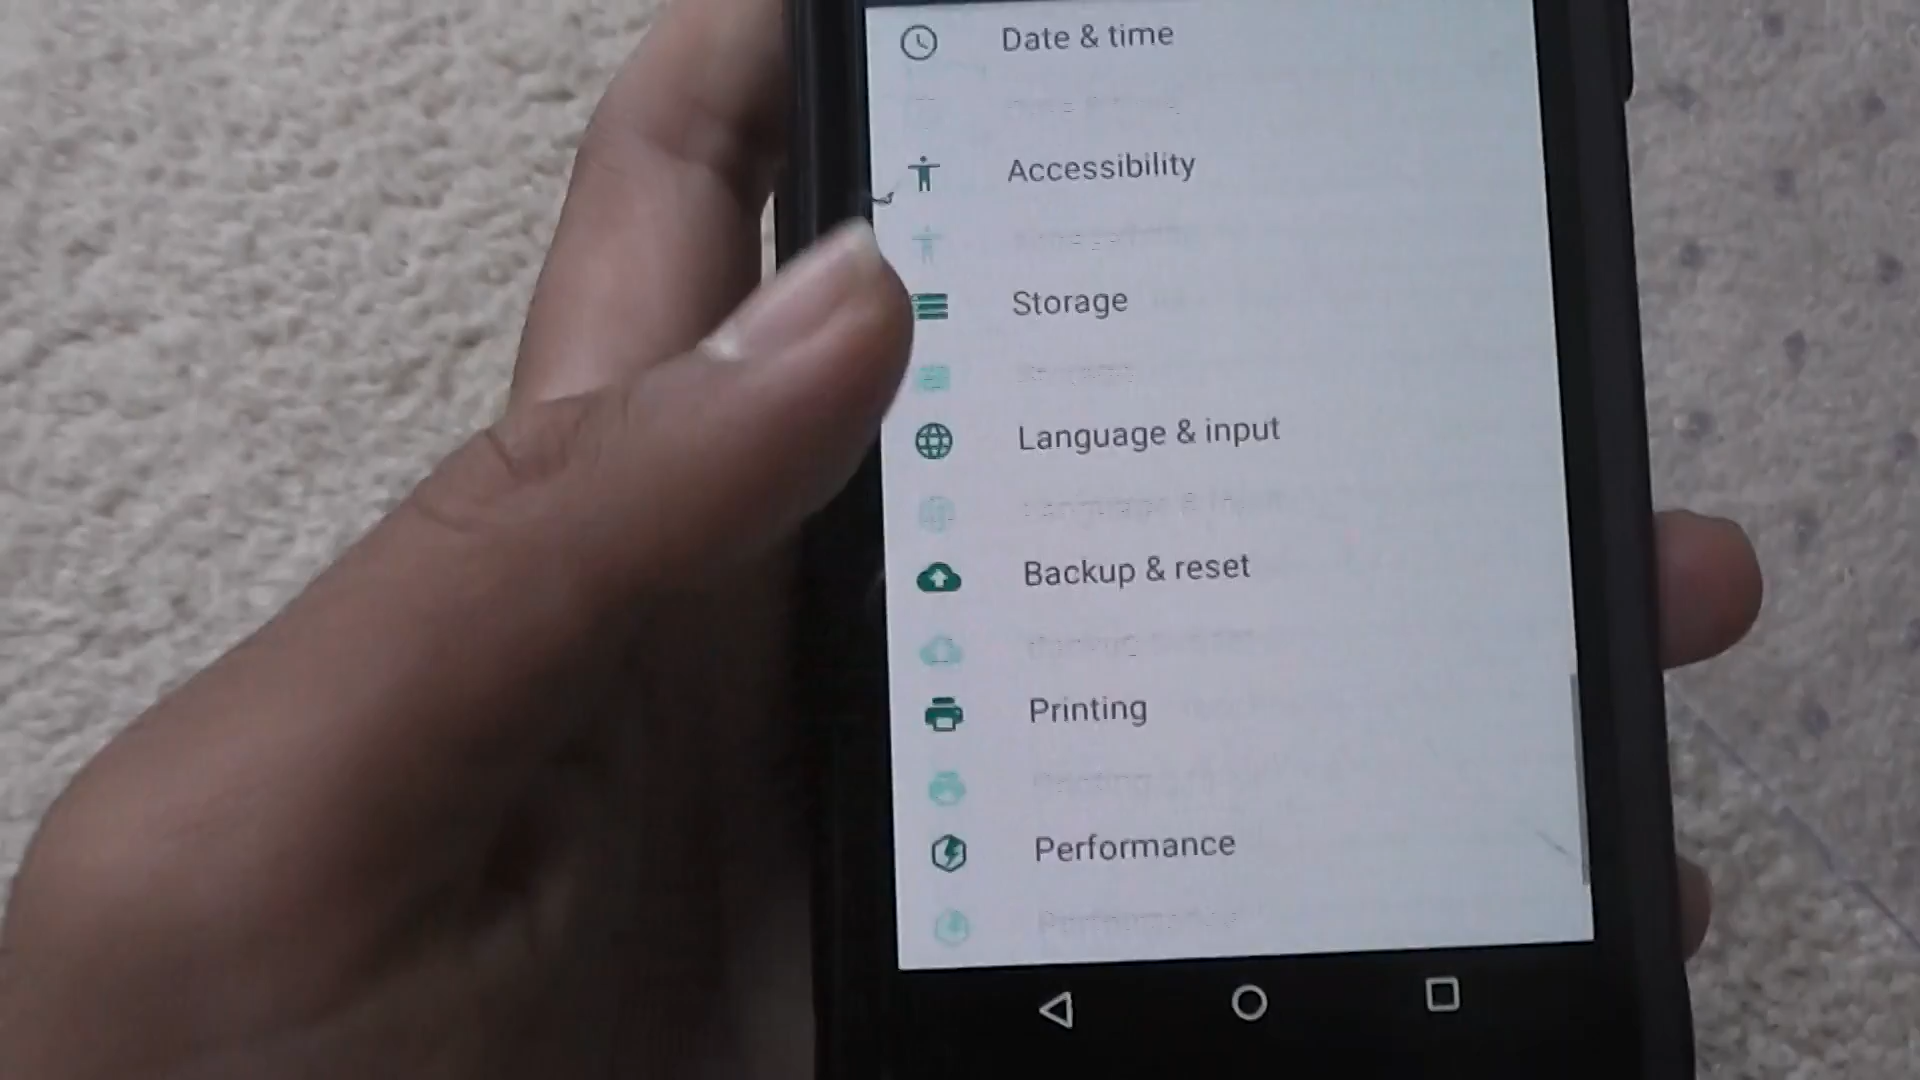 Date & time
Accessibility
Storage
Language & input
Backup & reset
Printing
Performance